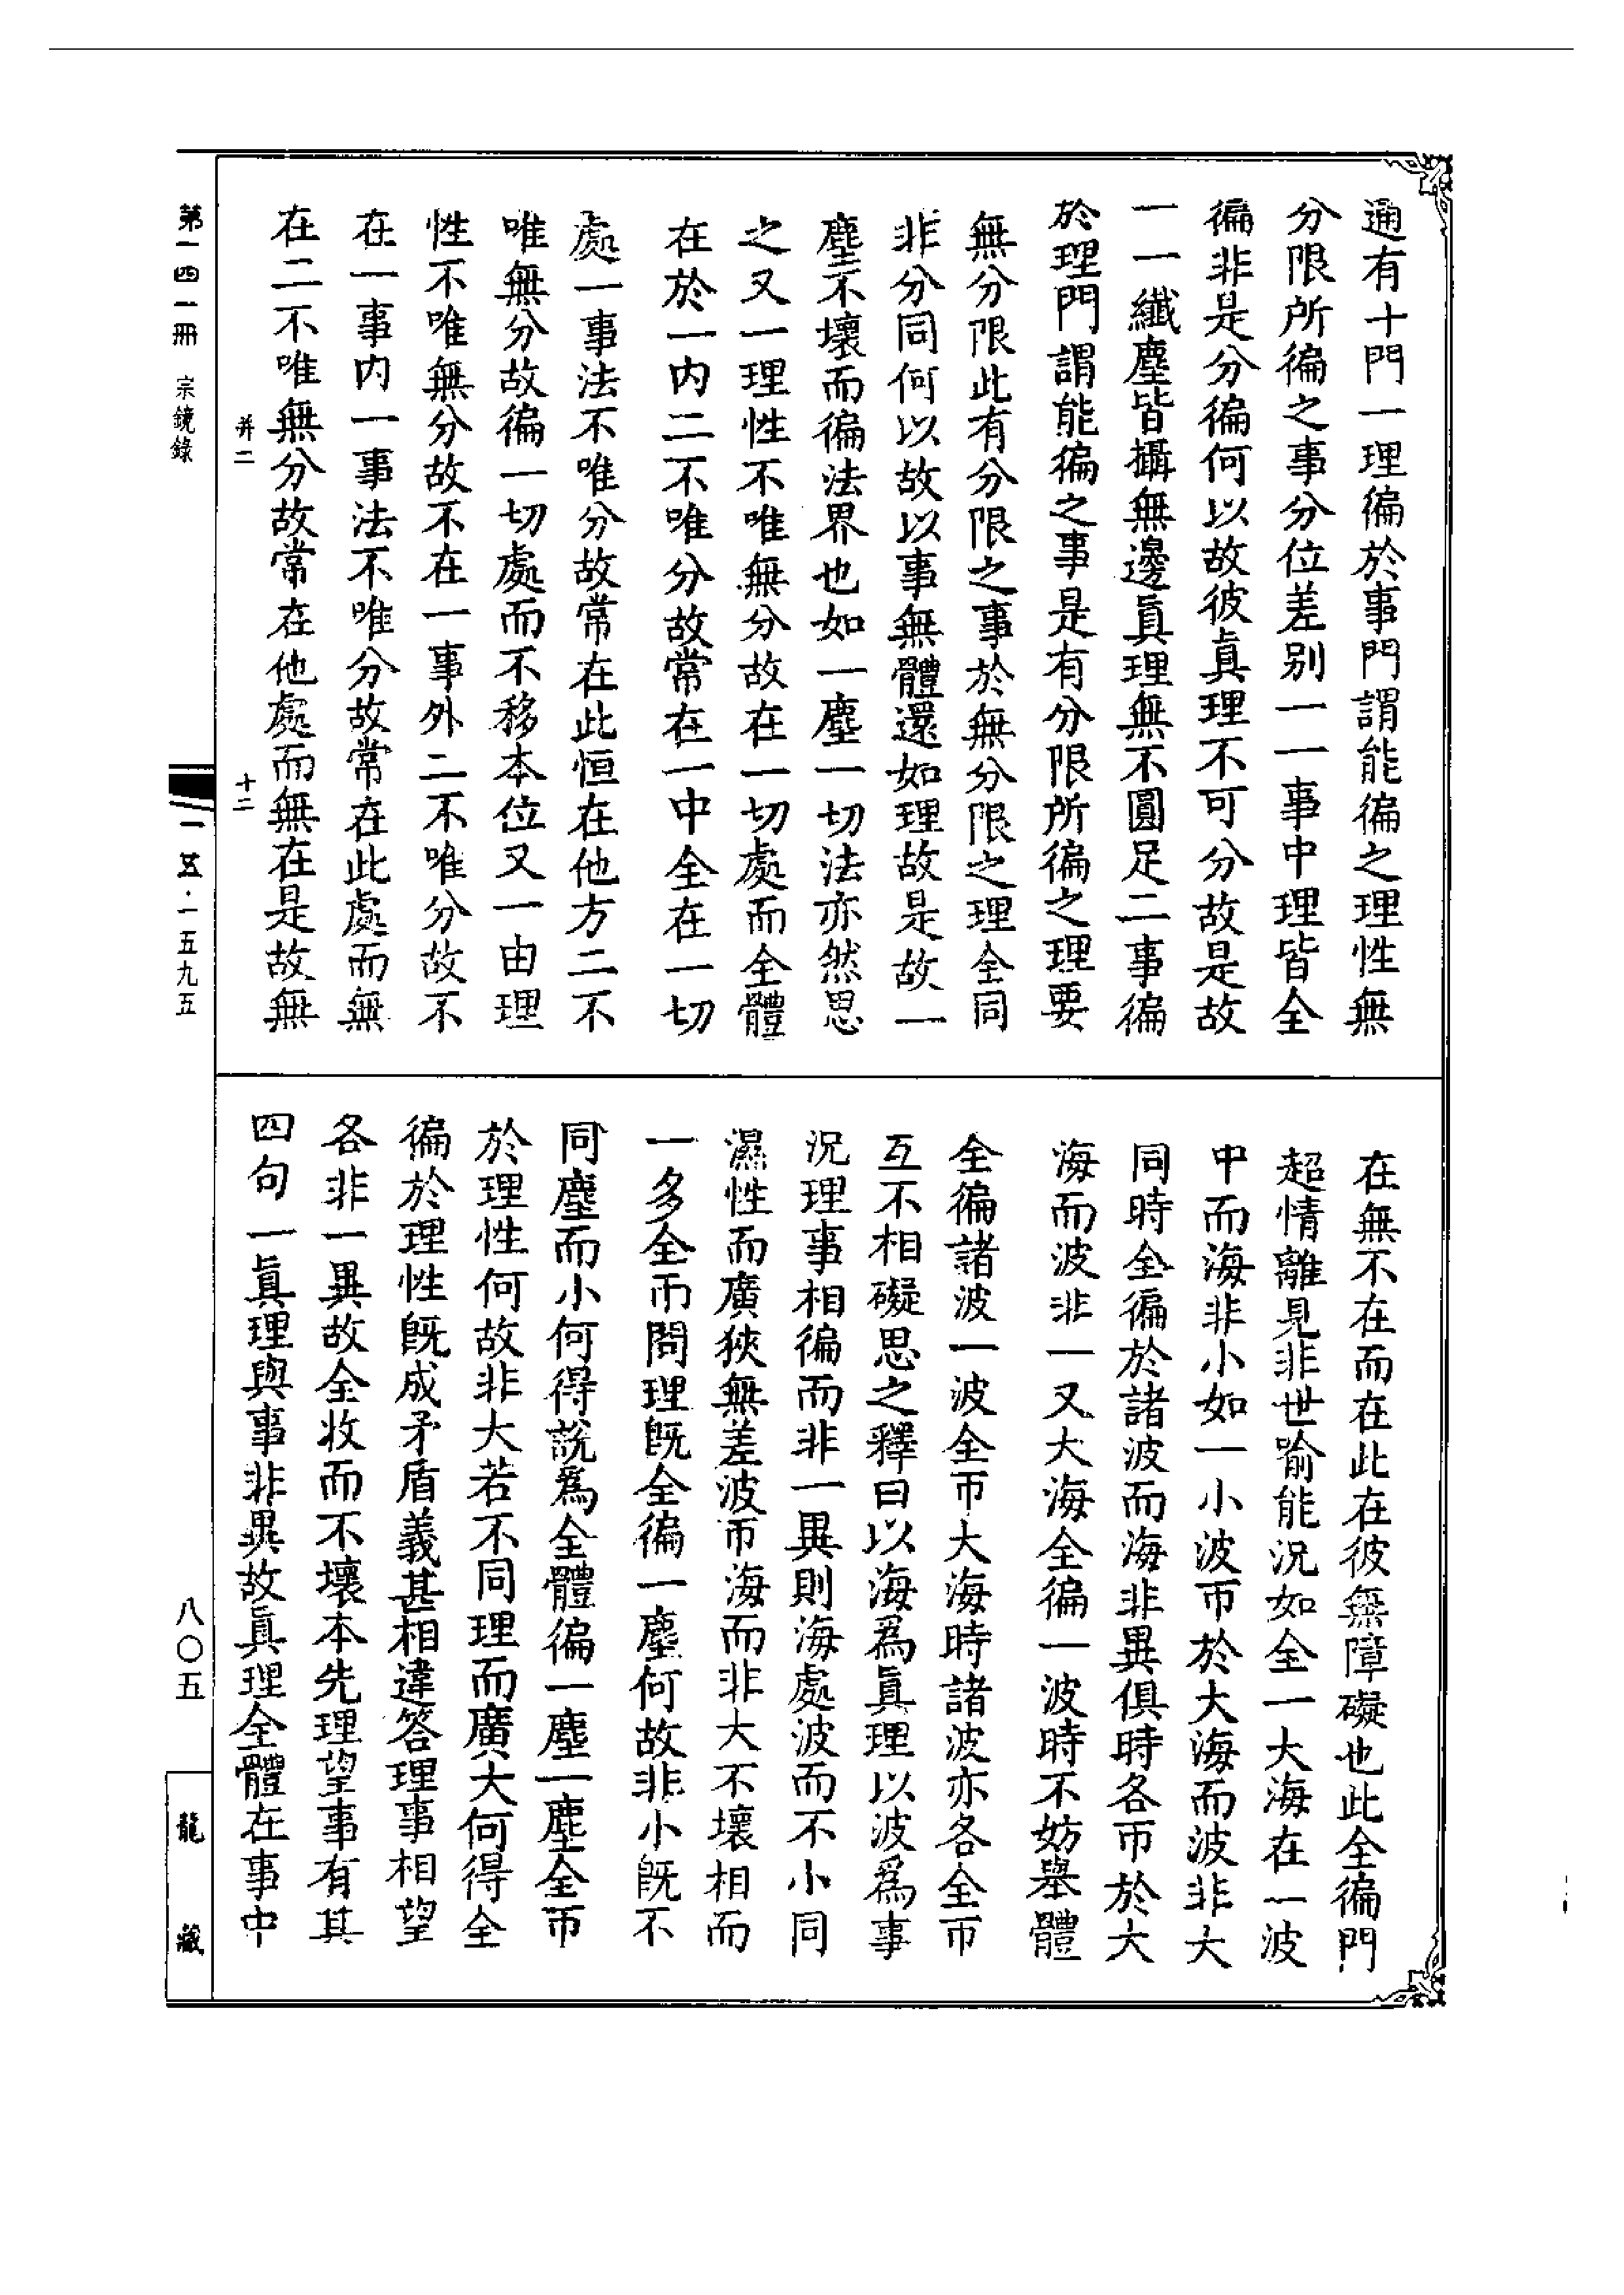 通有十門一理徧於事門謂能徧之理性無
分限所徧之事分位差别一一事中理皆全
徧非是分徧何以故彼眞理不可分故是故
一一纖塵皆攝無邊眞理無不圓足二事徧
於理門謂能徧之事是有分限所徧之理要
無分限此有分限之事於無分限之理全同
非分同何以故以事無體還如理故是故一
塵不壞而徧法界也如一塵一切法亦然思
之又一理性不唯無分故在一切處而全體
在於一内二不唯分故常在一中全在一切
處一事法不唯分故常在此恒在他方二不
唯無分故徧一切處而不移本位又一由理
性不唯無分故不在一事外二不唯分故不
在一事内一事法不唯分故常在此處而無
在二不唯無分故常在他處而無在是故無
在無不在而在此在彼無障礙也此全徧門
超情離見非世喻能況如全一大海在一波
中而海非小如一小波帀於大海而波非大
同時全徧於諸波而海非異俱時各帀於大
海而波非一又大海全徧一波時不妨舉體
全徧諸波一波全帀大海時諸波亦各全帀
互不相礙思之釋曰以海爲眞理以波爲事
況理事相徧而非一異則海處波而不小同
濕性而廣狹無差波帀海而非大不壞相而
一多全帀問理旣全徧一塵何故非小旣不
同塵而小何得說爲全體徧一塵一塵全帀
於理性何故非大若不同理而廣大何得全
徧於理性旣成矛盾義甚相違答理事相望
各非一異故全收而不壞本先理望事有其
四句一眞理與事非異故眞理全體在事中
第一四一冊 宗鏡錄
并二
十二
一五·一五九五
八〇五
龍藏